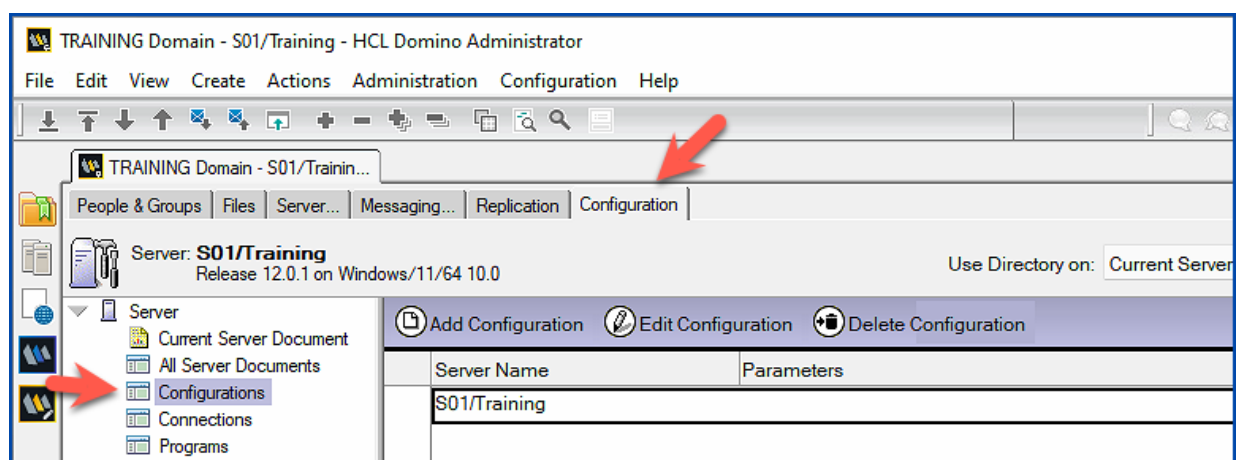 TRAINING Domain - S01/Training - HCL Domino Administrator
File Edit View Create Actions Administration Configuration Help
TRAINING Domain - S01/Trainin...
People & Groups Files Server... Messaging... Replication Configuration
Server: S01/Training
Release 12.0.1 on Windows/11/64 10.0
Use Directory on: Current Server
Server
Current Server Document
All Server Documents
Configurations
Connections
Programs
Add Configuration Edit Configuration Delete Configuration
Server Name Parameters
S01/Training